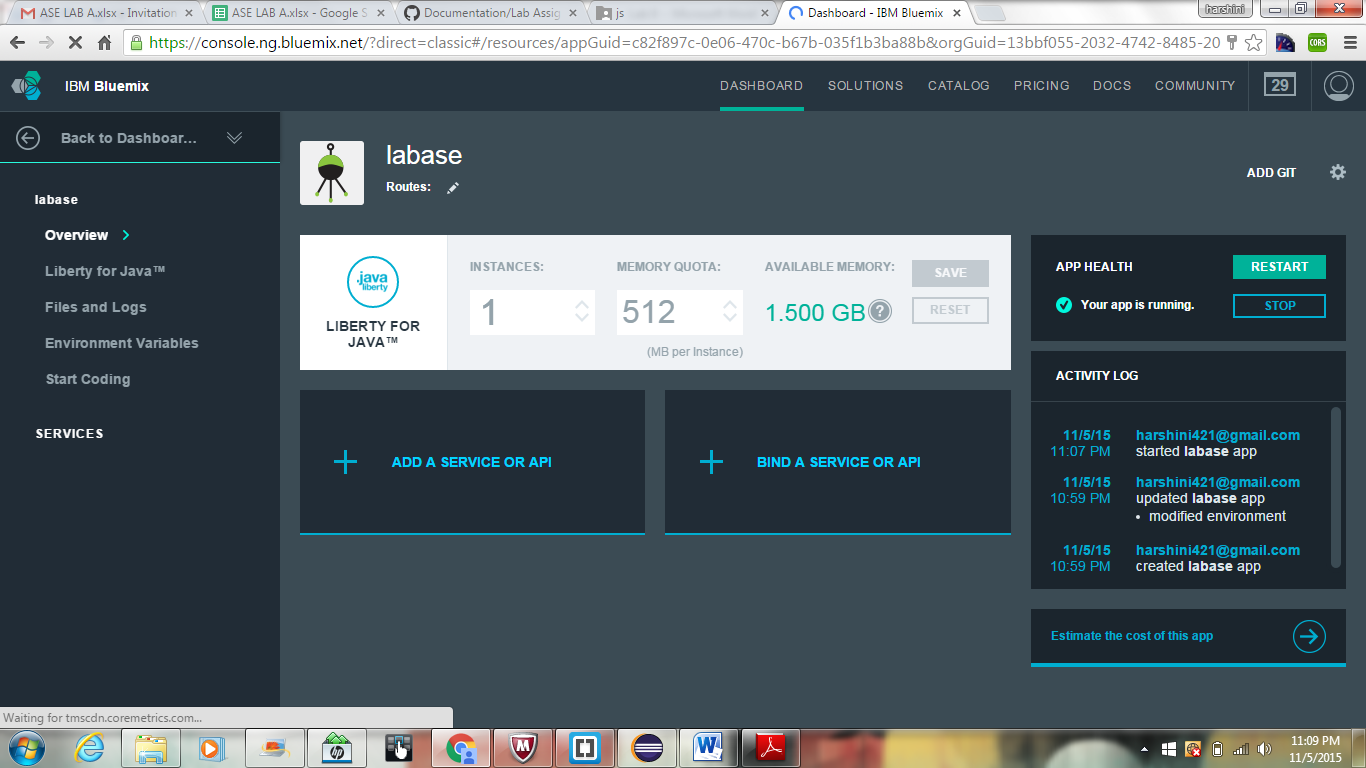 ASE LAB A.xlsx - Invitation
ASE LAB A.xlsx - Google S
Documentation/Lab Assig
js
Dashboard - IBM Bluemix
harshini
https://console.ng.bluemix.net/?direct=classic#/resources/appGuid=c82f897c-0e06-470c-b67b-035f1b3ba88b&orgGuid=13bbf055-2032-4742-8485-20
CORS
IBM Bluemix
DASHBOARD
SOLUTIONS
CATALOG
PRICING
DOCS
COMMUNITY
29
Back to Dashboar...
labase
Overview
Liberty for Java™
Files and Logs
Environment Variables
Start Coding
SERVICES
labase
Routes:
ADD GIT
java
liberty
LIBERTY FOR
JAVA™
INSTANCES:
1
MEMORY QUOTA:
512
(MB per Instance)
AVAILABLE MEMORY:
1.500 GB
?
SAVE
RESET
ADD A SERVICE OR API
BIND A SERVICE OR API
APP HEALTH
RESTART
Your app is running.
STOP
ACTIVITY LOG
11/5/15 harshini421@gmail.com
11:07 PM started labase app
11/5/15 harshini421@gmail.com
10:59 PM updated labase app
• modified environment
11/5/15 harshini421@gmail.com
10:59 PM created labase app
Estimate the cost of this app
Waiting for tmscdn.coremetrics.com...
hp
11:09 PM
11/5/2015